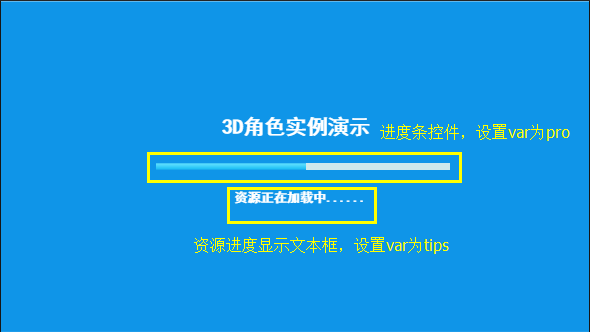 3D角色实例演示
进度条控件，设置var为pro
资源正在加载中......
资源进度显示文本框，设置var为tips